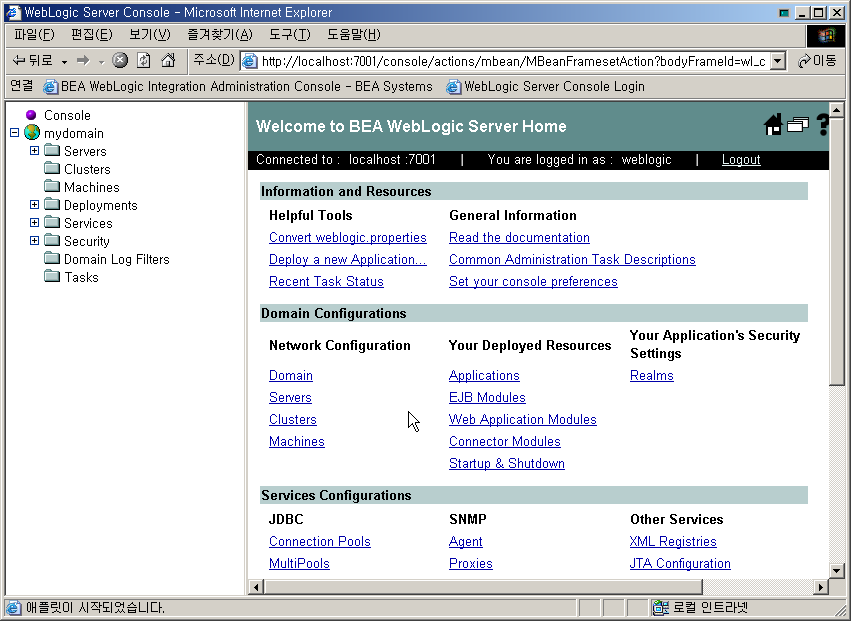 WebLogic Server Console - Microsoft Internet Explorer
파일(F) 편집(E) 보기(V) 즐겨찾기(A) 도구(T) 도움말(H)
뒤로 주소(D) http://localhost:7001/console/actions/mbean/MBeanFramesetAction?bodyFrameId=wl_c 이동
연결 BEA WebLogic Integration Administration Console - BEA Systems WebLogic Server Console Login
Console
mydomain
Servers
Clusters
Machines
Deployments
Services
Security
Domain Log Filters
Tasks
Welcome to BEA WebLogic Server Home
?
Connected to : localhost :7001 | You are logged in as : weblogic | Logout
Information and Resources
Helpful Tools General Information
Convert weblogic.properties Read the documentation
Deploy a new Application... Common Administration Task Descriptions
Recent Task Status Set your console preferences
Domain Configurations
Network Configuration Your Deployed Resources Your Application's Security Settings
Domain Applications Realms
Servers EJB Modules
Clusters Web Application Modules
Machines Connector Modules
Startup & Shutdown
Services Configurations
JDBC SNMP Other Services
Connection Pools Agent XML Registries
MultiPools Proxies JTA Configuration
애플릿이 시작되었습니다. 로컬 인트라넷